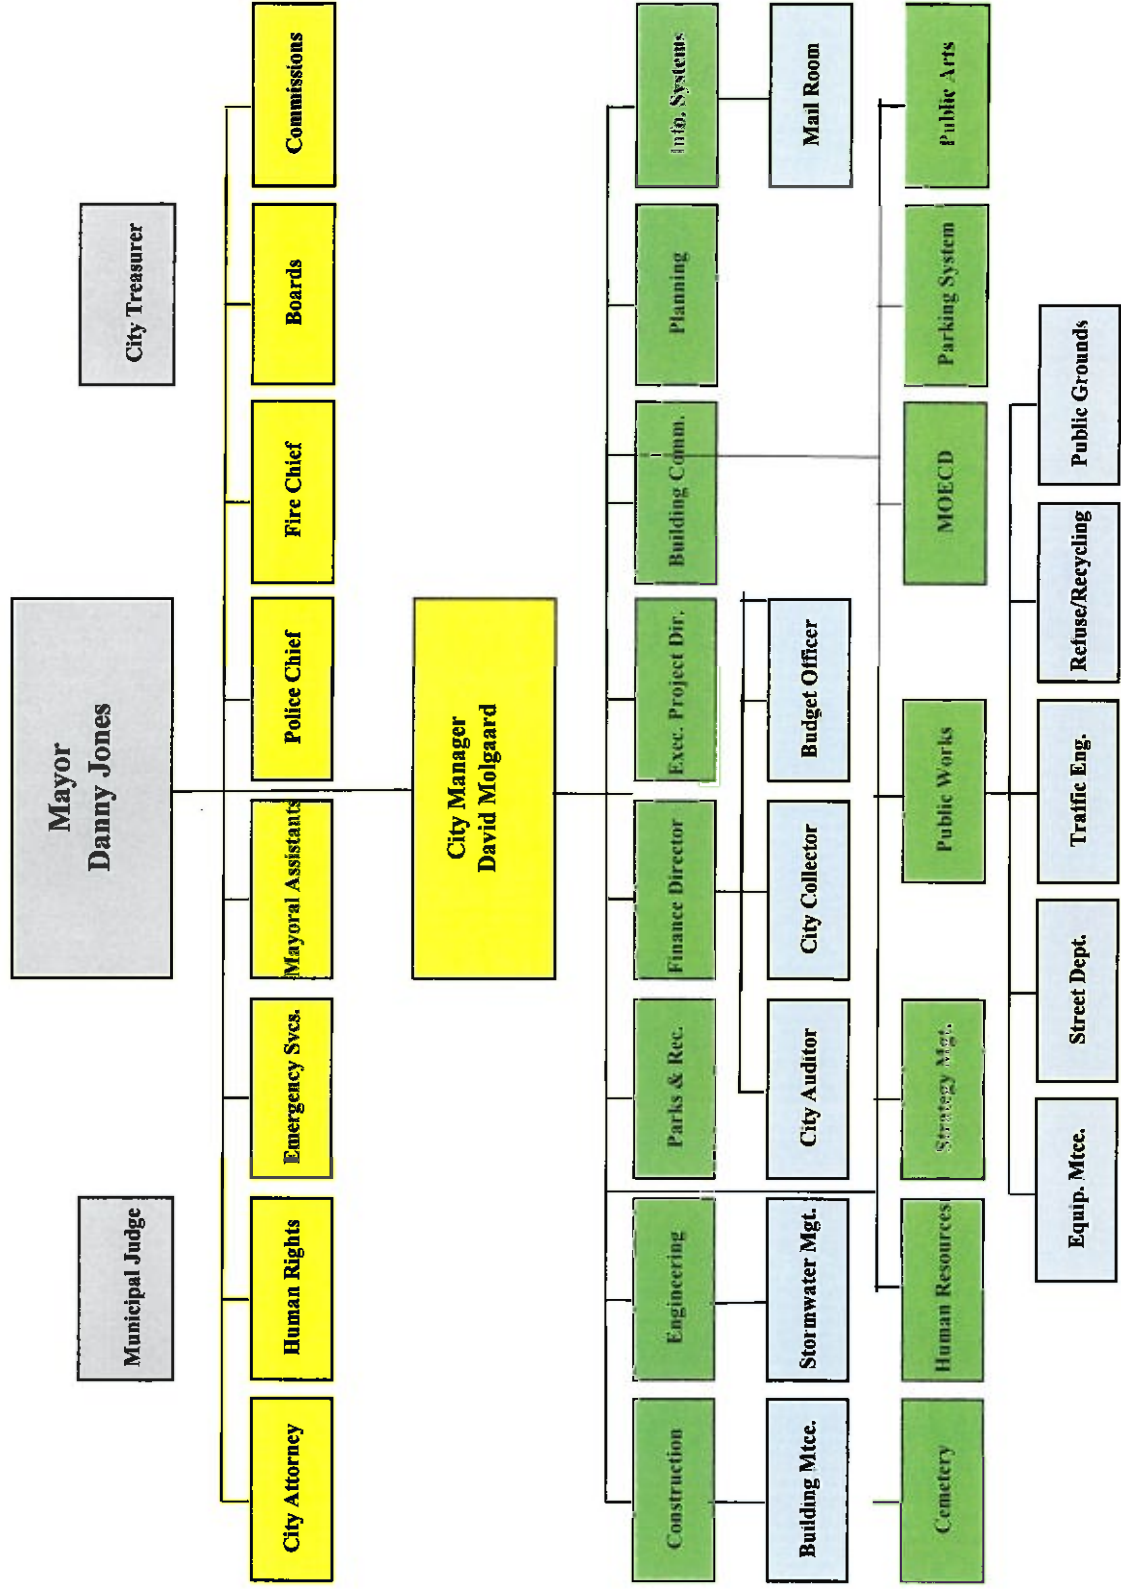 Mayor
Danny Jones
Municipal Judge
City Treasurer
City Attorney
Human Rights
Emergency Svcs.
Mayoral Assistants
Police Chief
Fire Chief
Boards
Commissions
City Manager
David Molgaard
Construction
Engineering
Parks & Rec.
Finance Director
Exec. Project Dir.
Building Comm.
Planning
Info. Systems
Building Mtce.
Stormwater Mgt.
City Auditor
City Collector
Budget Officer
Mail Room
Cemetery
Human Resources
Strategy Mgt.
Public Works
MOECD
Parking System
Public Arts
Equip. Mtce.
Street Dept.
Traffic Eng.
Refuse/Recycling
Public Grounds